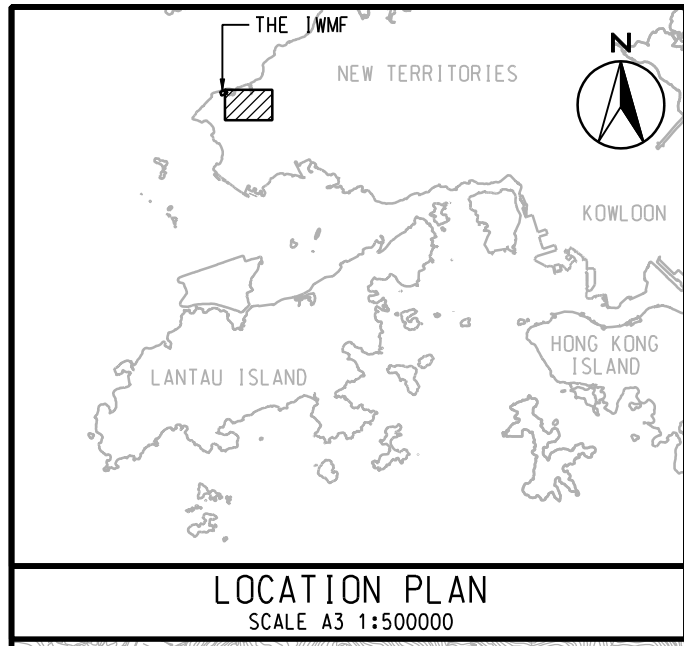 THE IWMF
N
NEW TERRITORIES
KOWLOON
HONG KONG
ISLAND
LANTAU ISLAND
LOCATION PLAN
SCALE A3 1:500000